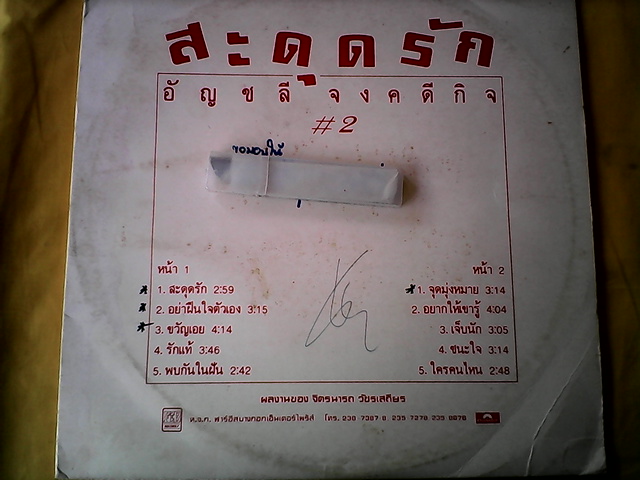 สะดุดรัก
อัญชลี จงคดีกิจ
#2
ขอมอบให้
หน้า 1
1. สะดุดรัก 2:59
2. อย่าฝืนใจตัวเอง 3:15
3. ขวัญเอย 4:14
4. รักแท้ 3:46
5. พบกันในฝัน 2:42
หน้า 2
1. จุดมุ่งหมาย 3:14
2. อยากให้เขารู้ 4:04
3. เจ็บนัก 3:05
4. ชนะใจ 3:14
5. ใครคนไหน 2:48
ผลงานของ จิตรนารถ วัชรเสถียร